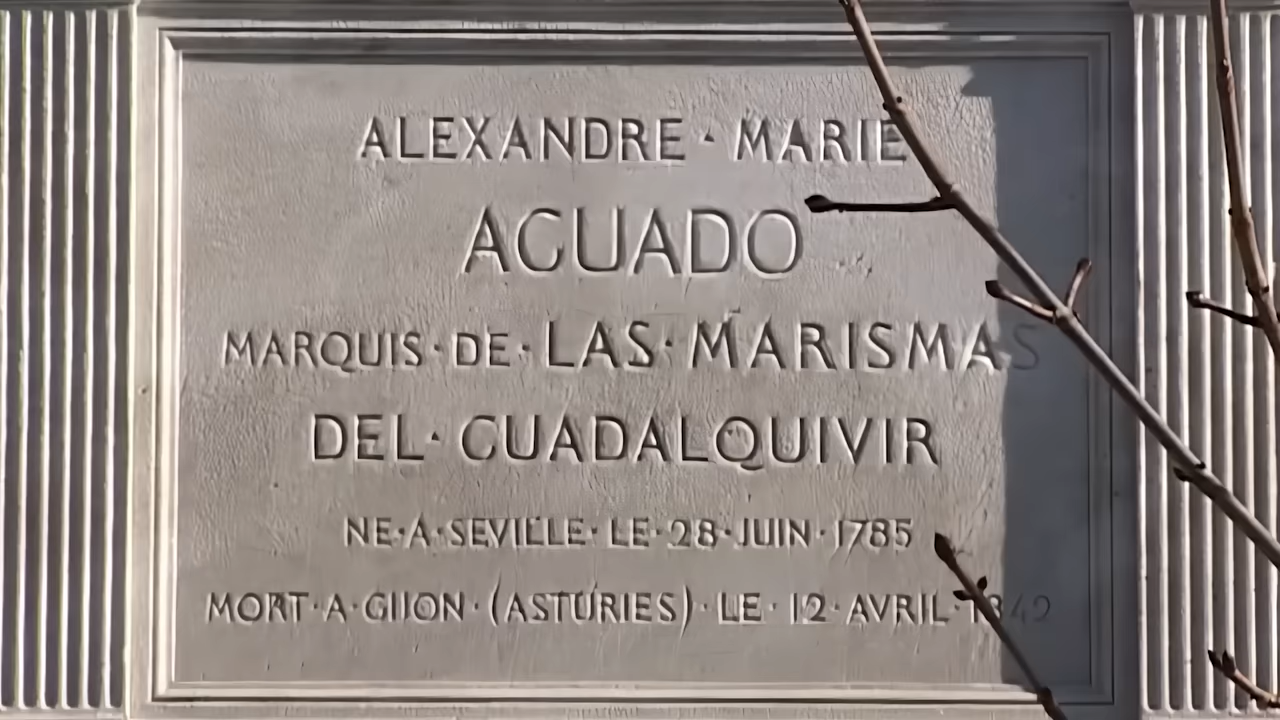 ALEXANDRE · MARIE
AGUADO
MARQUIS · DE · LAS · MARISMAS
DEL · GUADALQUIVIR
NE · A · SEVILLE · LE · 28 · JUIN · 1785
MORT · A · GIJON · (ASTURIES) · LE · 12 · AVRIL · 1842